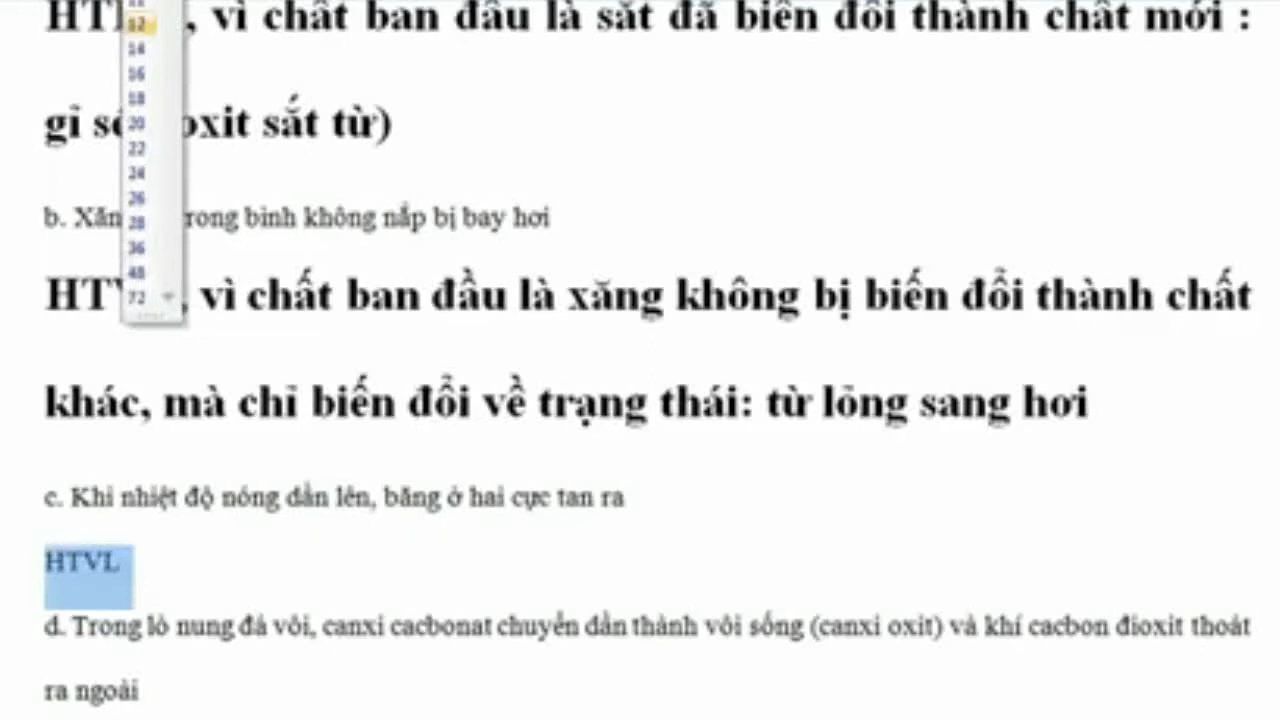 , vì chất ban đầu là sắt đã biến đổi thành chất mới :
12
14
16
18
20
22
24
26
28
36
48
72
gỉ oxit sắt từ)
b. trong bình không nắp bị bay hơi
, vì chất ban đầu là xăng không bị biến đổi thành chất
khác, mà chỉ biến đổi về trạng thái: từ lỏng sang hơi
c. Khi nhiệt độ nóng dần lên, băng ở hai cực tan ra
HTVL
d. Trong lò nung đá vôi, canxi cacbonat chuyển dần thành vôi sống (canxi oxit) và khí cacbon đioxit thoát
ra ngoài